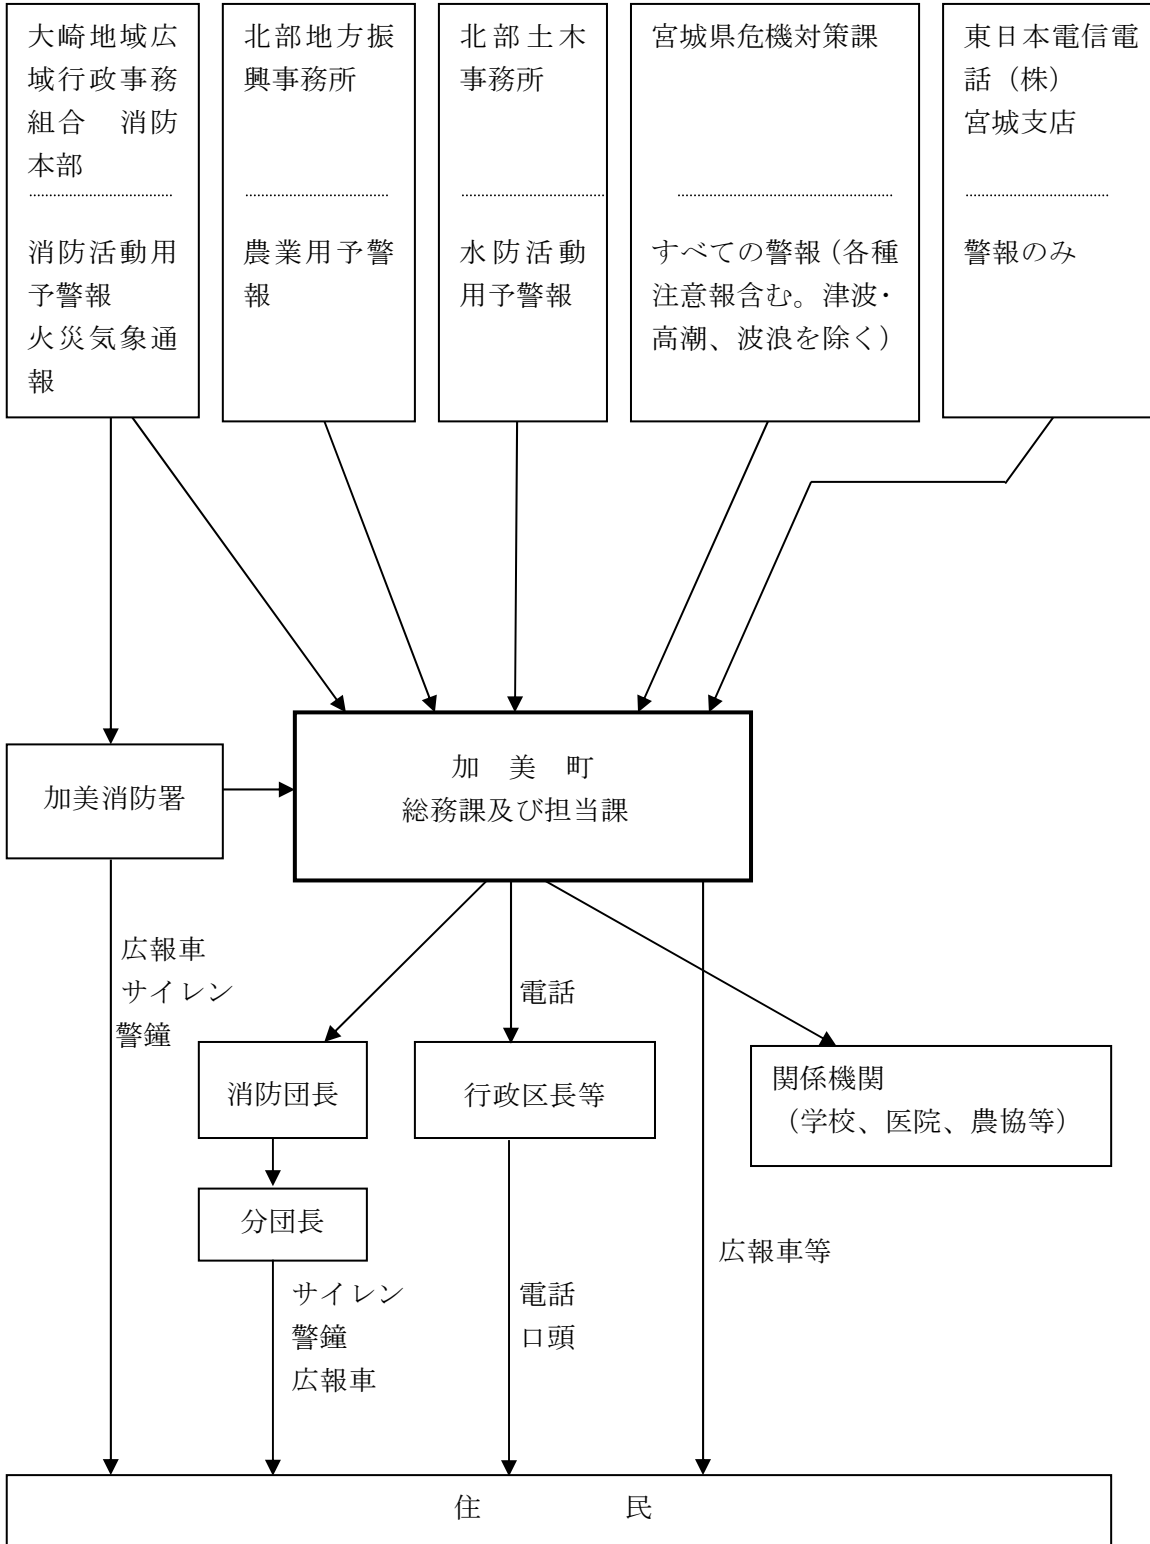 大崎地域広
域行政事務
組合　消防
本部
消防活動用
予警報
火災気象通
報
北部地方振
興事務所
農業用予警
報
北部土木
事務所
水防活動
用予警報
宮城県危機対策課
すべての警報（各種
注意報含む。津波・
高潮、波浪を除く）
東日本電信電
話（株）
宮城支店
警報のみ
加美消防署
加　美　町
総務課及び担当課
広報車
サイレン
警鐘
電話
消防団長
行政区長等
関係機関
（学校、医院、農協等）
分団長
広報車等
サイレン
警鐘
広報車
電話
口頭
住　　　　　民